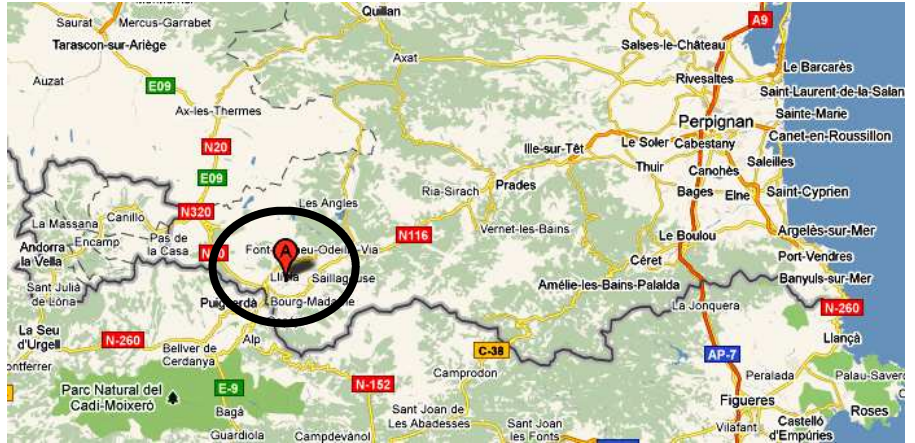 Quillan
A9
Saurat
Mercus-Garrabet
Tarascon-sur-Ariège
Salses-le-Château
Axat
Le Barcarès
Auzat
Rivesaltes
E09
Saint-Laurent-de-la-Salan
Ax-les-Thermes
Sainte-Marie
Perpignan
Canet-en-Roussillon
N20
Ille-sur-Têt
Le Soler
Cabestany
Saleilles
Thuir
Canohès
E09
Ria-Sirach
Prades
Bages
Elne
Saint-Cyprien
Les Angles
N320
La Massana
Canillo
Vernet-les-Bains
N116
Argelès-sur-Mer
Encamp
Pas de
la Casa
Le Boulou
Andorra
la Vella
A
Céret
Port-Vendres
Saillagouse
Banyuls-sur-Mer
Sant Julià
de Lòria
Amélie-les-Bains-Palalda
Puigcerdà
Bourg-Madame
La Jonquera
N-260
La Seu
d'Urgell
N-260
Alp
Llançà
Bellver de
Cerdanya
C-38
AP-7
ontferrer
Camprodon
Peralada
Palau-Saver
Parc Natural del
Cadí-Moixeró
E-9
N-152
Figueres
Roses
Bagà
Sant Joan de
Les Abadesses
Sant Joan
les Fonts
Vilafant
Castelló
d'Empúries
Guardiola
Campdevànol